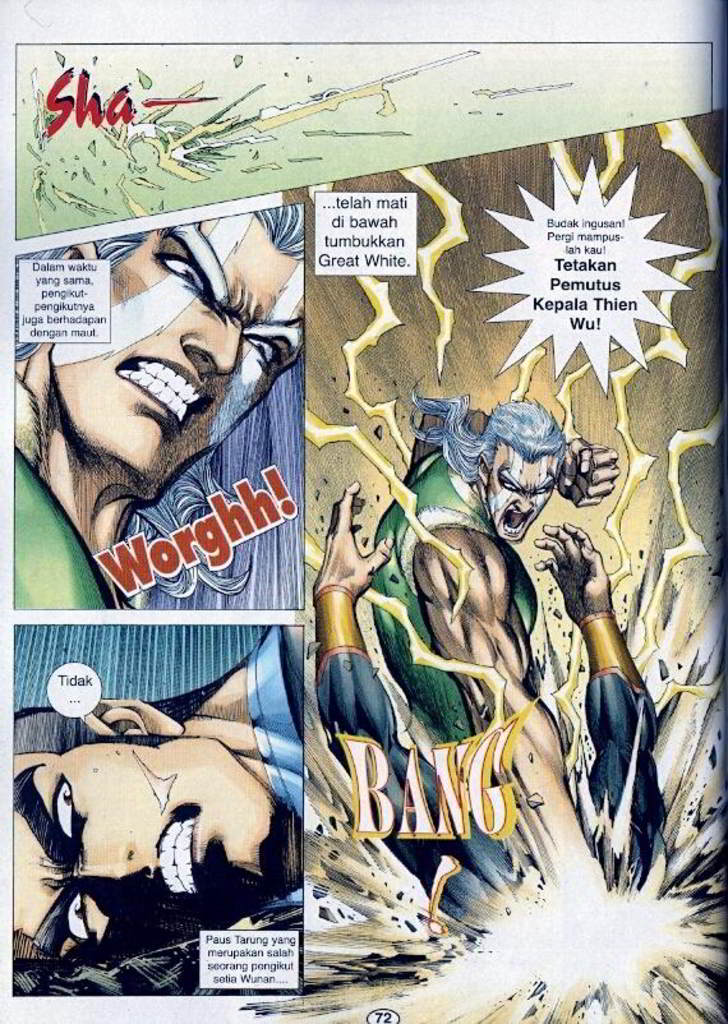 Sha—
Dalam waktu
yang sama,
pengikut-
pengikutnya
juga berhadapan
dengan maut.
Worghh!
Tidak
...
Paus Tarung yang
merupakan salah
seorang pengikut
setia Wunan....
...telah mati
di bawah
tumbukkan
Great White.
Budak ingusan!
Pergi mampus-
lah kau!
Tetakan
Pemutus
Kepala Thien
Wu!
BANG
!
72